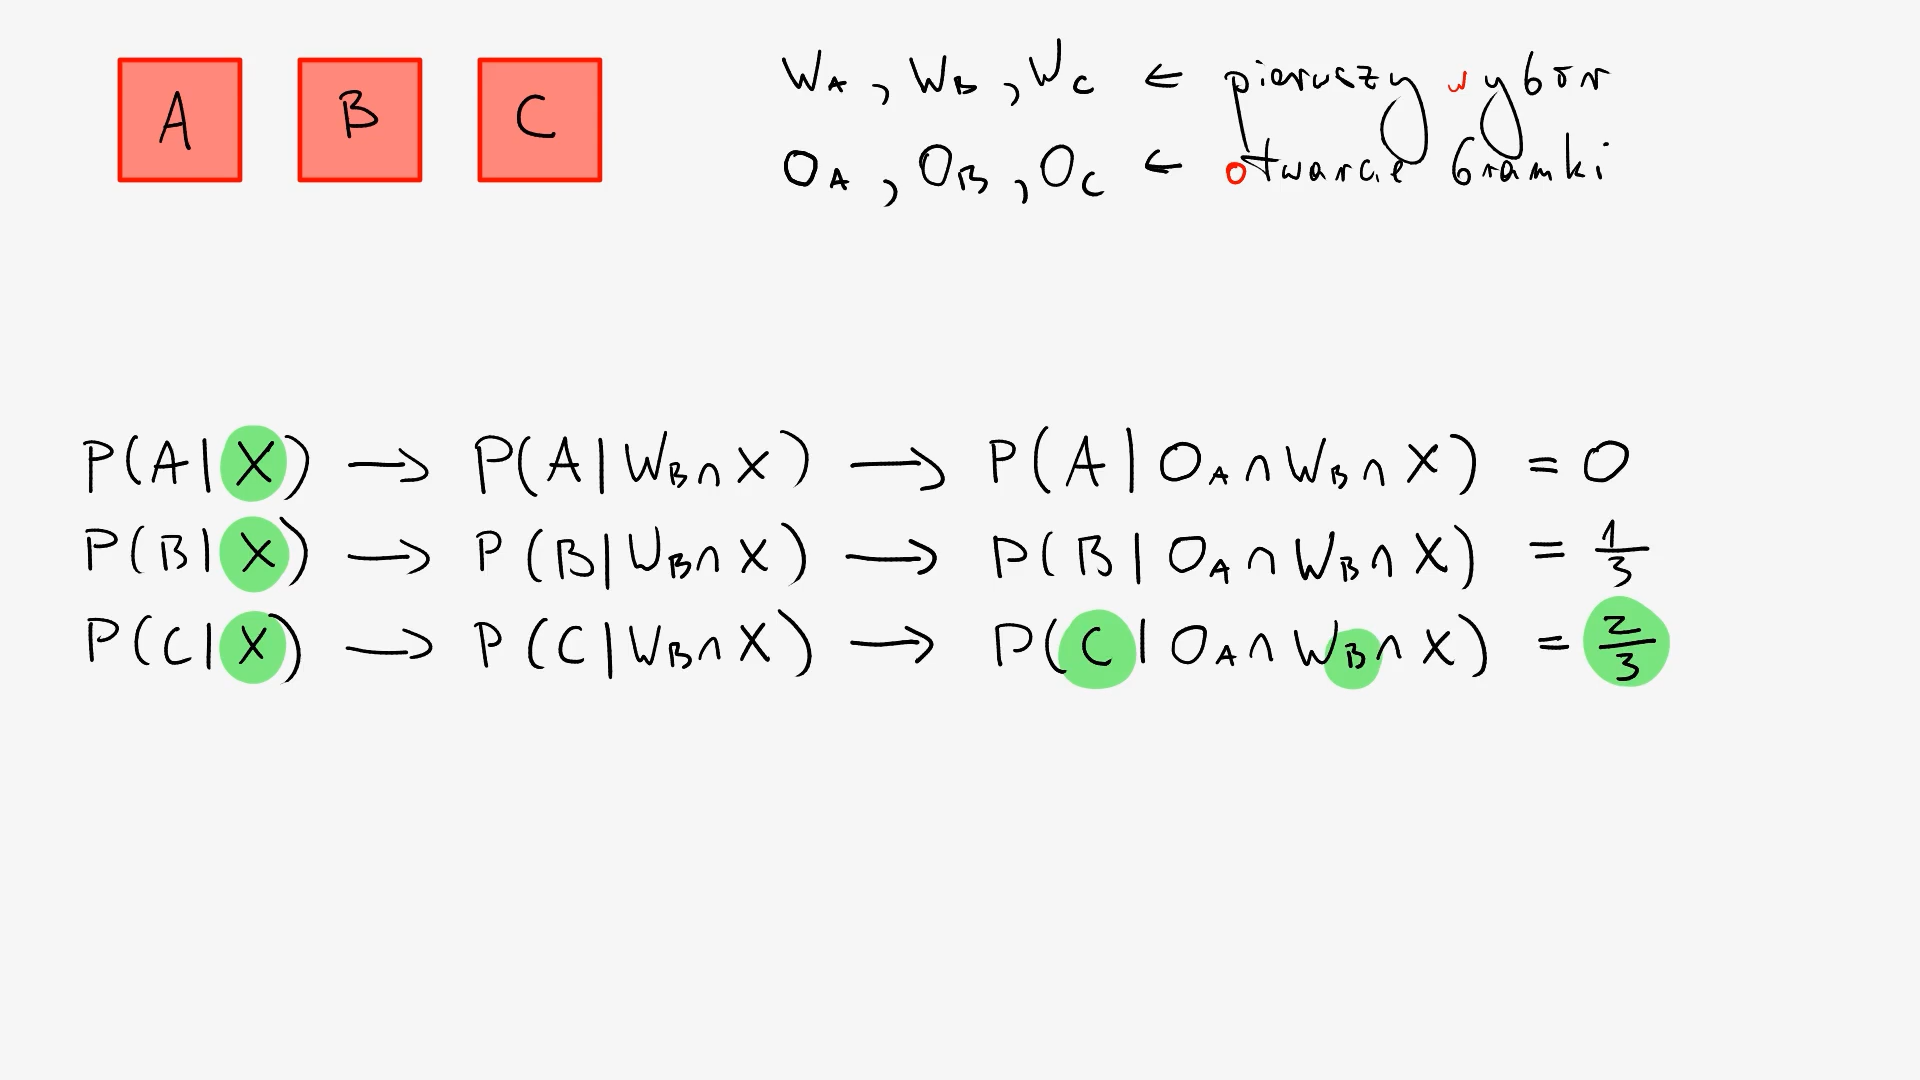 A B C
W_A, W_B, W_C ← pierwszy wybór
O_A, O_B, O_C ← otwarcie bramki
P(A|X) → P(A|W_B∩X) → P(A|O_A∩W_B∩X) = 0
P(B|X) → P(B|W_B∩X) → P(B|O_A∩W_B∩X) = 1/3
P(C|X) → P(C|W_B∩X) → P(C|O_A∩W_B∩X) = 2/3